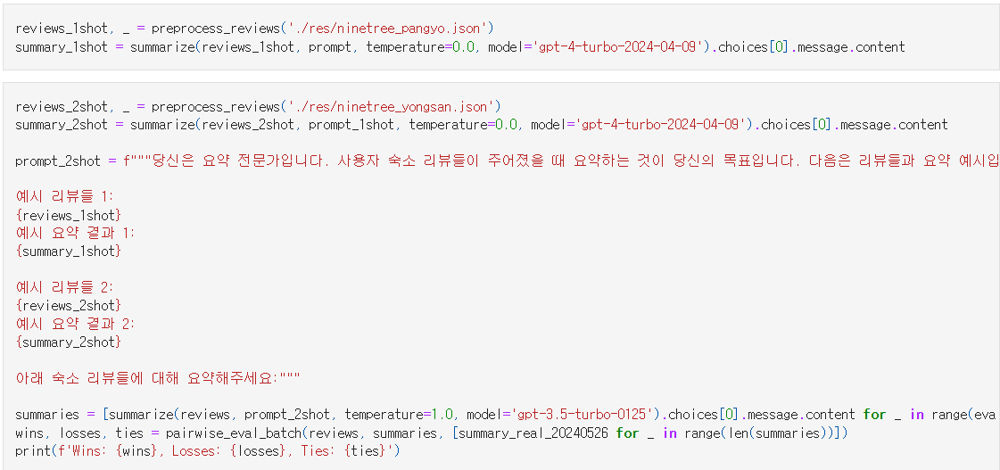 reviews_1shot, _ = preprocess_reviews('./res/ninetree_pangyo.json')
summary_1shot = summarize(reviews_1shot, prompt, temperature=0.0, model='gpt-4-turbo-2024-04-09').choices[0].message.content
reviews_2shot, _ = preprocess_reviews('./res/ninetree_yongsan.json')
summary_2shot = summarize(reviews_2shot, prompt_1shot, temperature=0.0, model='gpt-4-turbo-2024-04-09').choices[0].message.content
prompt_2shot = f"""당신은 요약 전문가입니다. 사용자 숙소 리뷰들이 주어졌을 때 요약하는 것이 당신의 목표입니다. 다음은 리뷰들과 요약 예시입
예시 리뷰들 1:
{reviews_1shot}
예시 요약 결과 1:
{summary_1shot}
예시 리뷰들 2:
{reviews_2shot}
예시 요약 결과 2:
{summary_2shot}
아래 숙소 리뷰들에 대해 요약해주세요:"""
summaries = [summarize(reviews, prompt_2shot, temperature=1.0, model='gpt-3.5-turbo-0125').choices[0].message.content for _ in range(eva
wins, losses, ties = pairwise_eval_batch(reviews, summaries, [summary_real_20240526 for _ in range(len(summaries))])
print(f'Wins: {wins}, Losses: {losses}, Ties: {ties}')